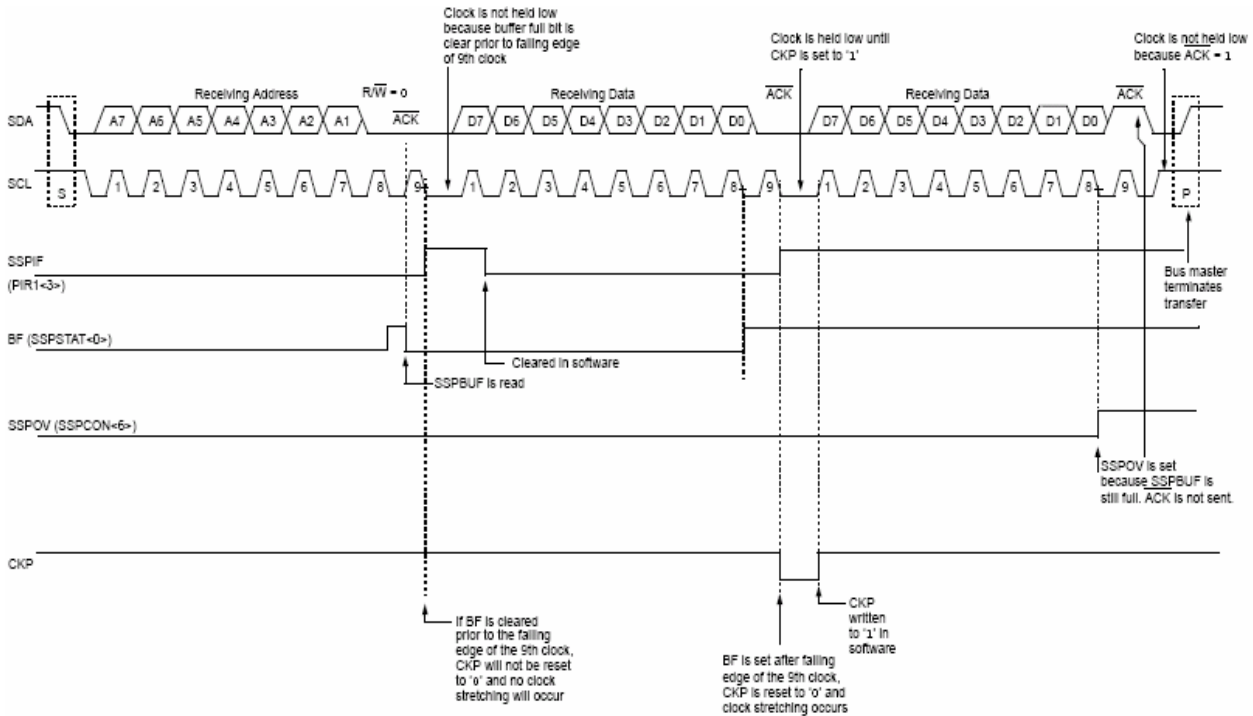 Clock is not held low
because buffer full bit is
clear prior to falling edge
of 9th clock
Clock is held low until
CKP is set to '1'
Clock is not held low
because ACK = 1
Receiving Address
R/W = 0
ACK
Receiving Data
ACK
Receiving Data
ACK
SDA
A7 A6 A5 A4 A3 A2 A1
D7 D6 D5 D4 D3 D2 D1 D0
D7 D6 D5 D4 D3 D2 D1 D0
SCL
S
1 2 3 4 5 6 7 8 9
1 2 3 4 5 6 7 8 9
1 2 3 4 5 6 7 8 9
P
SSPIF
(PIR1<3>)
Bus master
terminates
transfer
BF (SSPSTAT<0>)
Cleared in software
SSPBUF is read
SSPOV (SSPCON<6>)
SSPOV is set
because SSPBUF is
still full. ACK is not sent.
CKP
If BF is cleared
prior to the falling
edge of the 9th clock,
CKP will not be reset
to '0' and no clock
stretching will occur
CKP
written
to '1' in
software
BF is set after falling
edge of the 9th clock,
CKP is reset to '0' and
clock stretching occurs